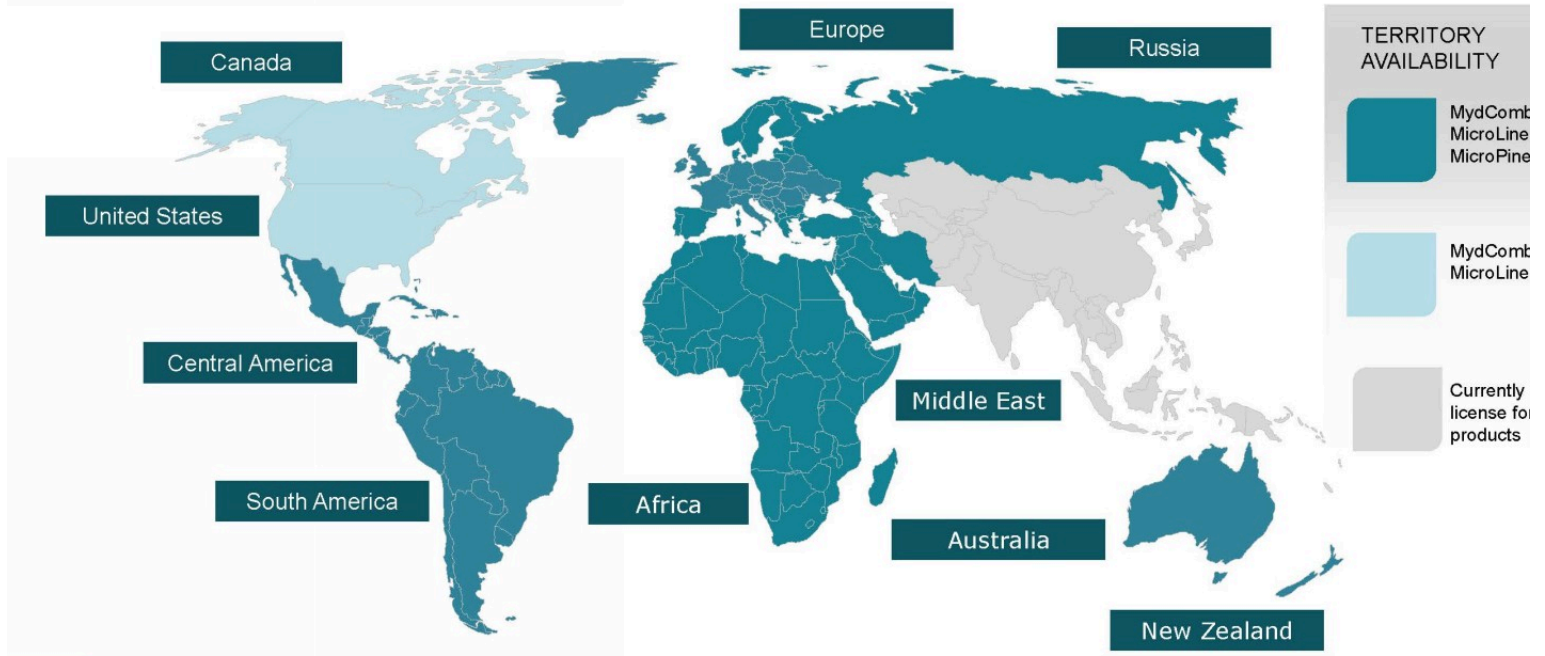 Europe
Russia
Canada
United States
Central America
South America
Africa
Middle East
Australia
New Zealand
TERRITORY
AVAILABILITY
MydComb
MicroLine
MicroPine
MydComb
MicroLine
Currently
license for
products